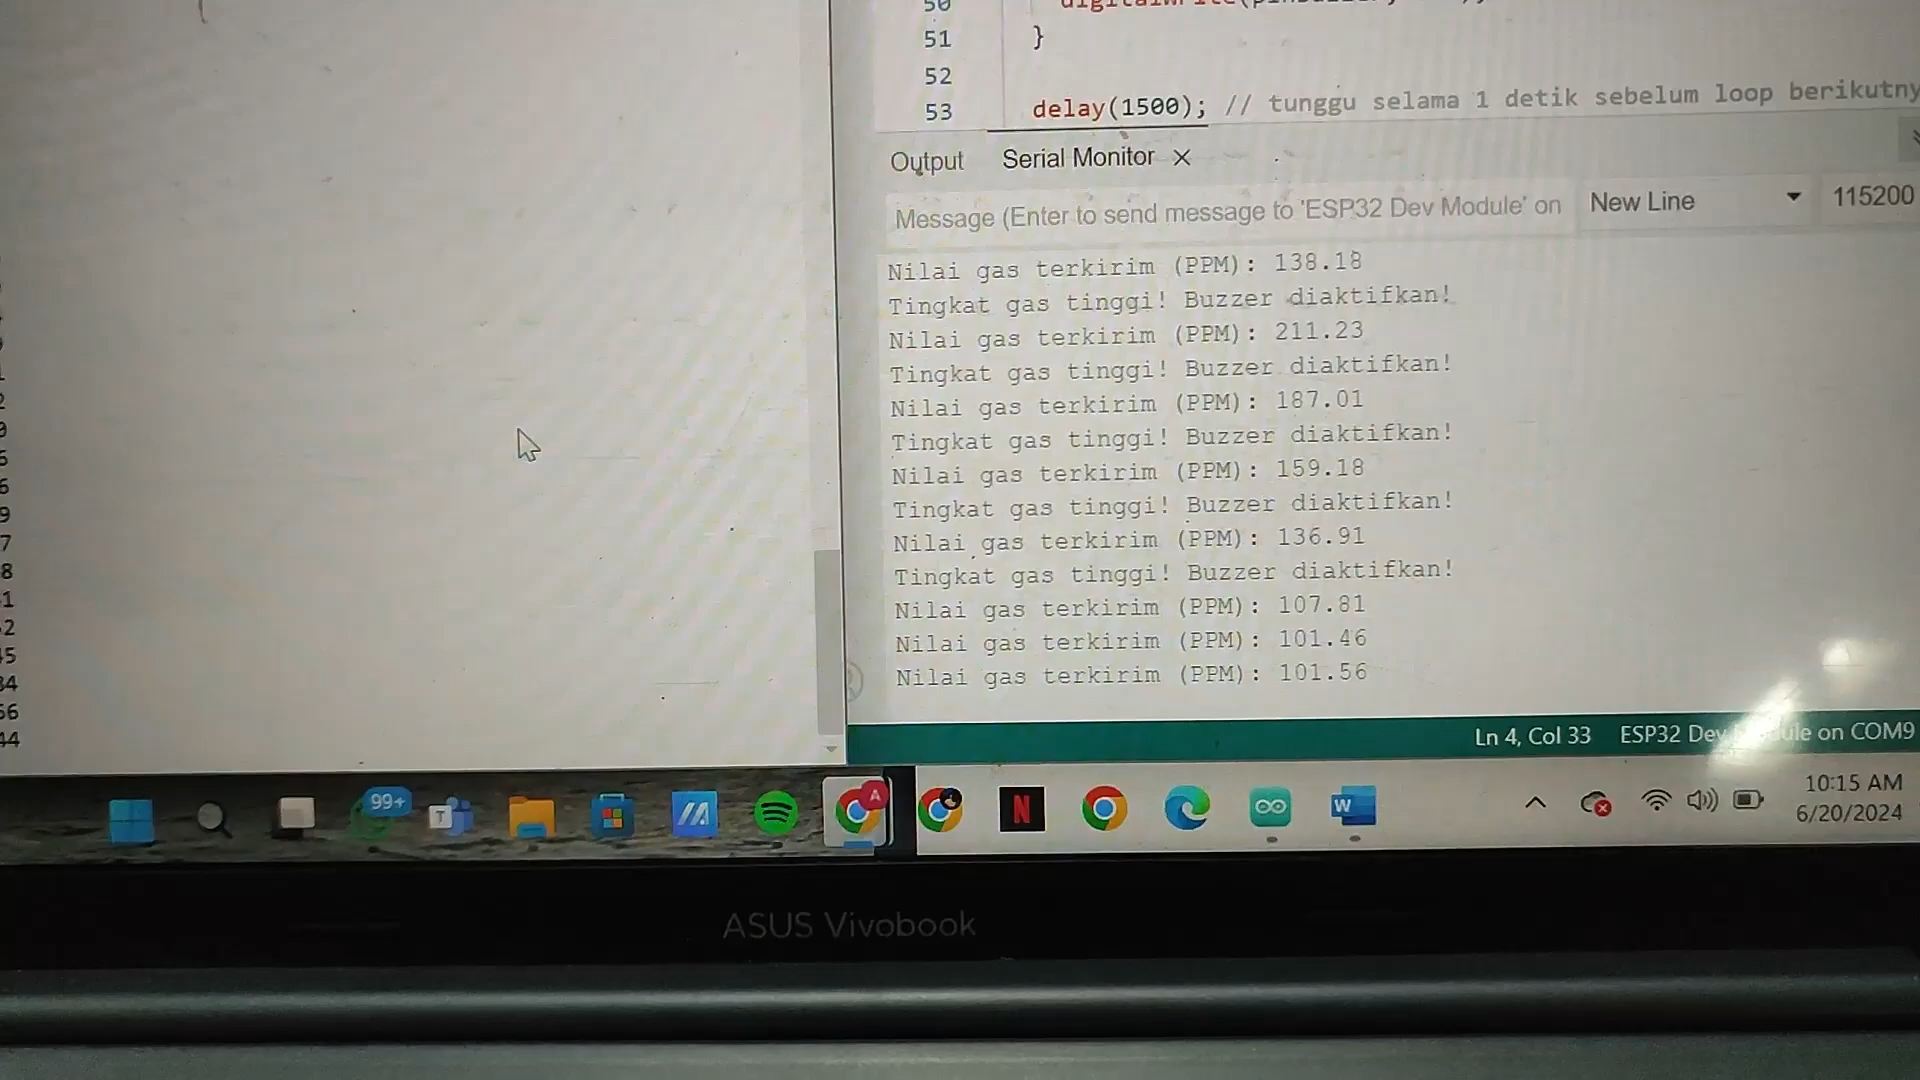 50
51 }
52
53 delay(1500); // tunggu selama 1 detik sebelum loop berikutny
Output Serial Monitor ×
Message (Enter to send message to 'ESP32 Dev Module' on New Line 115200
Nilai gas terkirim (PPM): 138.18
Tingkat gas tinggi! Buzzer diaktifkan!
Nilai gas terkirim (PPM): 211.23
Tingkat gas tinggi! Buzzer diaktifkan!
Nilai gas terkirim (PPM): 187.01
Tingkat gas tinggi! Buzzer diaktifkan!
Nilai gas terkirim (PPM): 159.18
Tingkat gas tinggi! Buzzer diaktifkan!
Nilai gas terkirim (PPM): 136.91
Tingkat gas tinggi! Buzzer diaktifkan!
Nilai gas terkirim (PPM): 107.81
Nilai gas terkirim (PPM): 101.46
Nilai gas terkirim (PPM): 101.56
Ln 4, Col 33 ESP32 Dev Module on COM9
99+
10:15 AM
6/20/2024
ASUS Vivobook